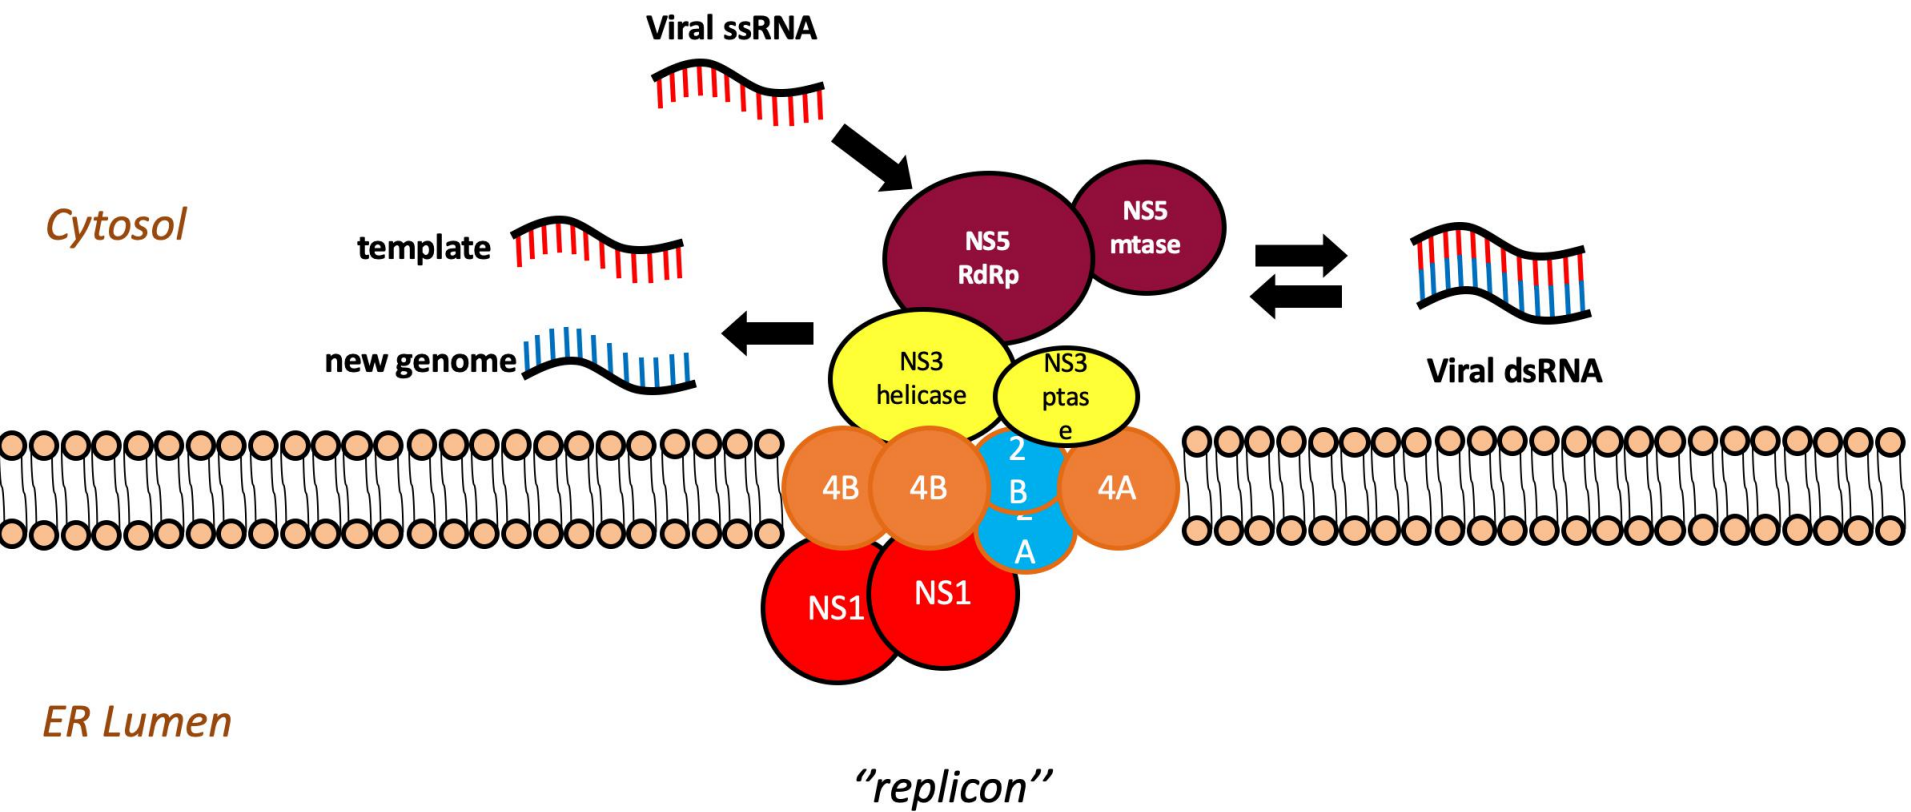 Viral ssRNA
Cytosol
template
new genome
NS5
RdRp
NS5
mtase
Viral dsRNA
NS3
helicase
NS3
ptas
e
4B
4B
2
B
A
4A
NS1
NS1
ER Lumen
‘‘replicon’’